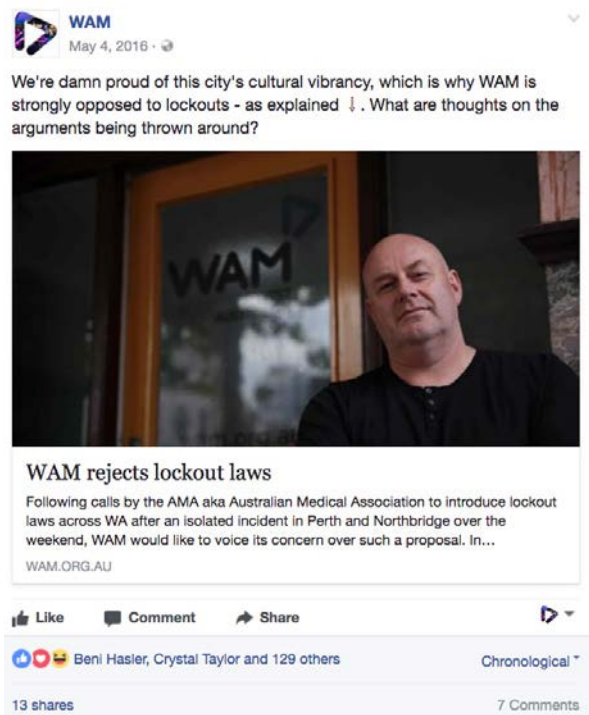 WAM
May 4, 2016 ·
We're damn proud of this city's cultural vibrancy, which is why WAM is
strongly opposed to lockouts - as explained ↓ . What are thoughts on the
arguments being thrown around?
WAM
WAM rejects lockout laws
Following calls by the AMA aka Australian Medical Association to introduce lockout
laws across WA after an isolated incident in Perth and Northbridge over the
weekend, WAM would like to voice its concern over such a proposal. In...
WAM.ORG.AU
Like Comment Share
Beni Hasler, Crystal Taylor and 129 others Chronological
13 shares 7 Comments